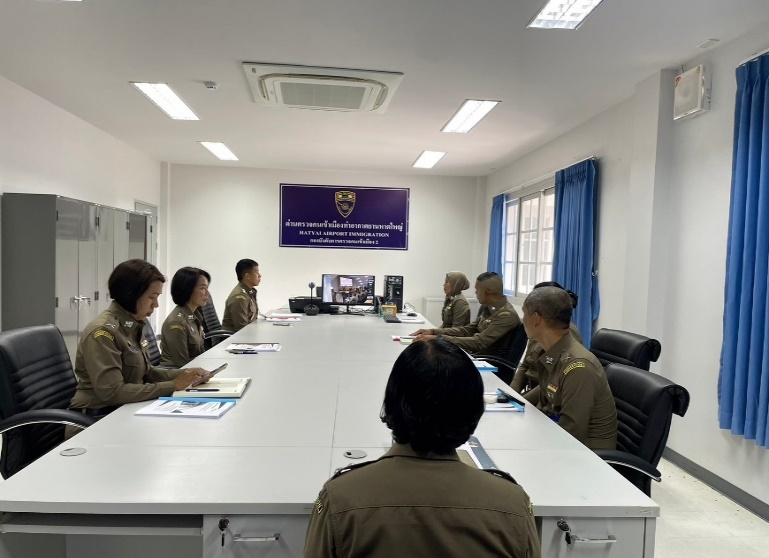 ด่านตรวจคนเข้าเมืองท่าอากาศยานหาดใหญ่
HATYAI AIRPORT IMMIGRATION
กองบังคับการตรวจคนเข้าเมือง 2